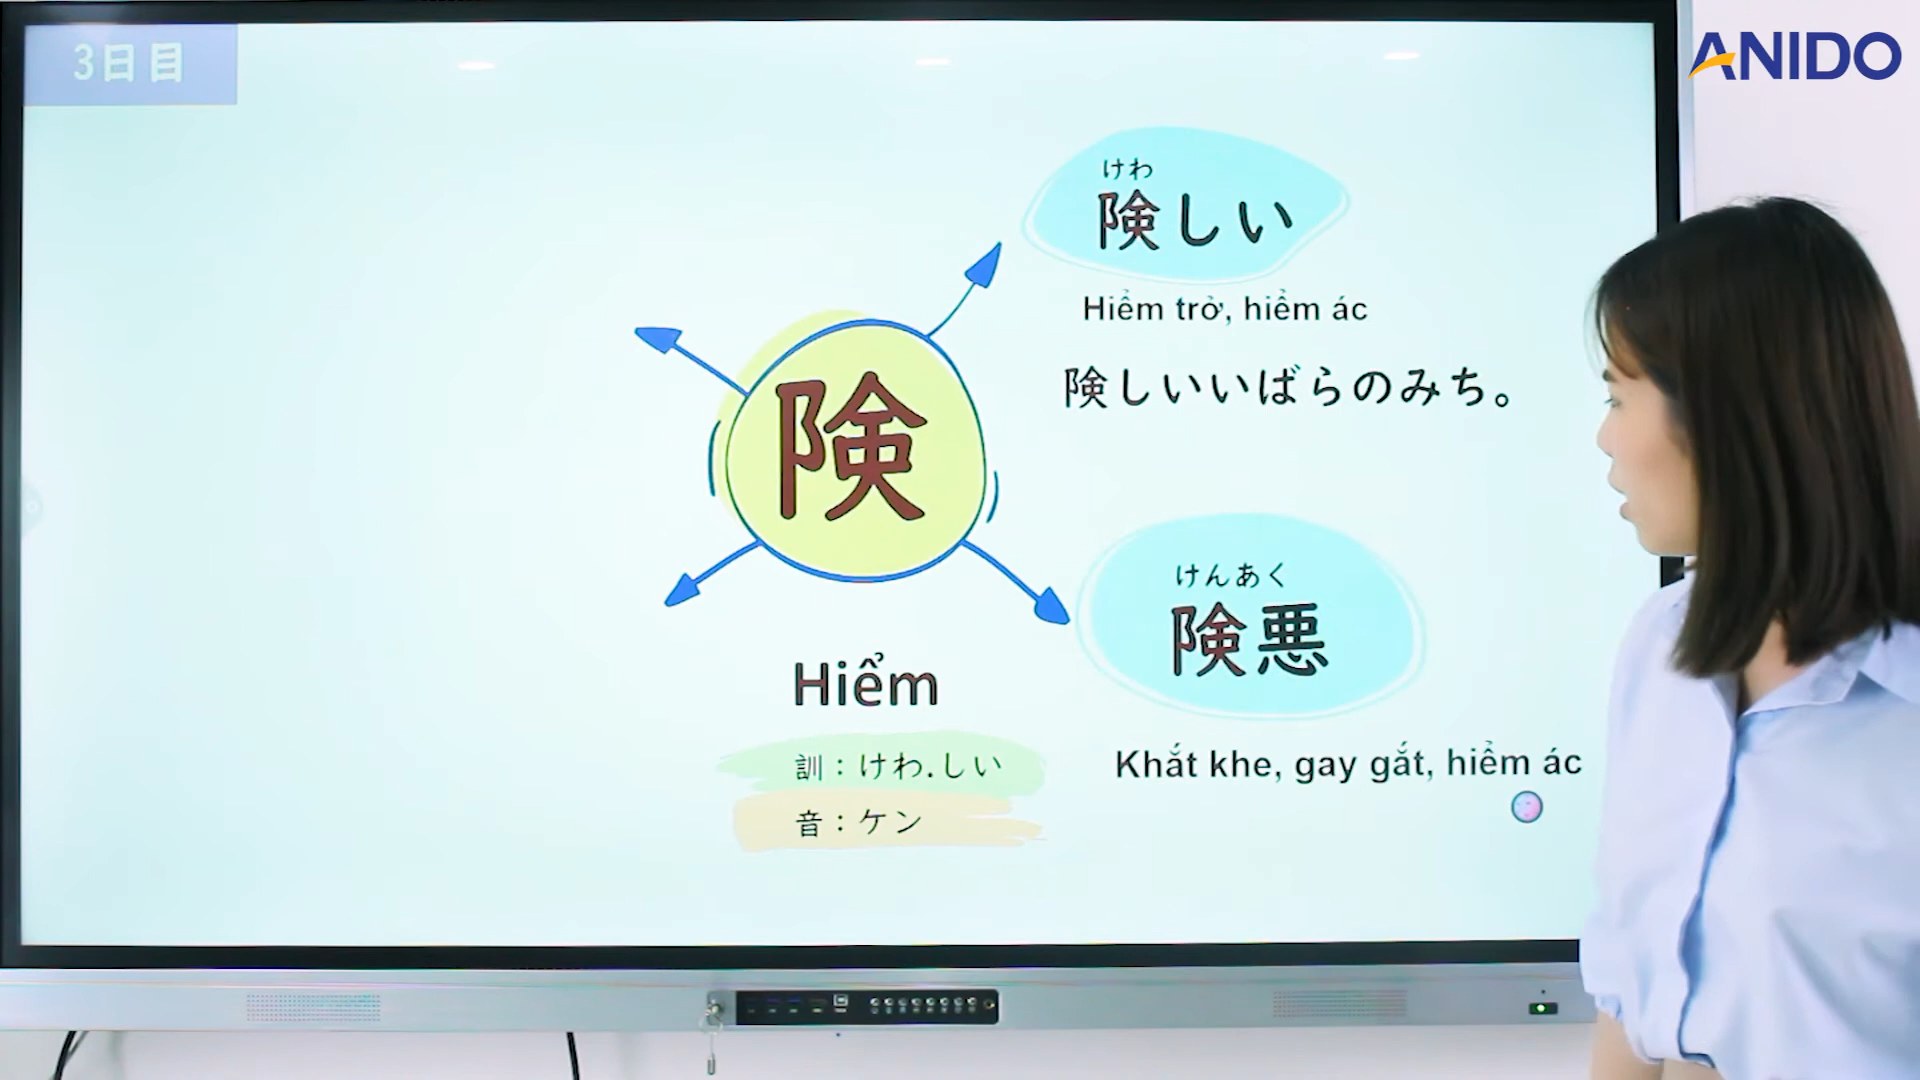 3日目
ANIDO
けわ
険しい
Hiểm trở, hiểm ác
険しいいばらのみち。
険
けんあく
険悪
Hiểm
Khắt khe, gay gắt, hiểm ác
訓：けわ.しい
音：ケン